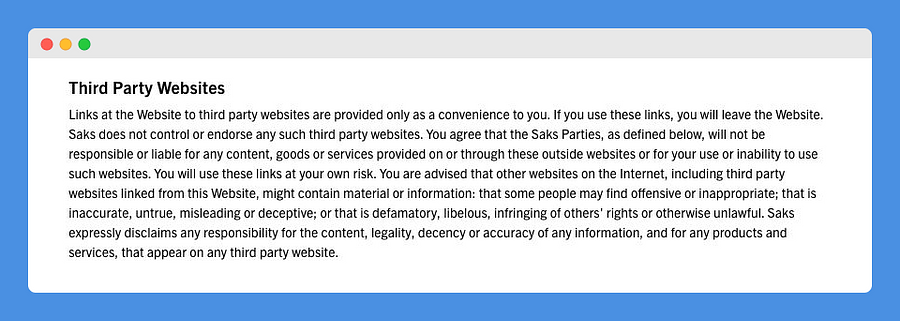 Third Party Websites
Links at the Website to third party websites are provided only as a convenience to you. If you use these links, you will leave the Website.
Saks does not control or endorse any such third party websites. You agree that the Saks Parties, as defined below, will not be
responsible or liable for any content, goods or services provided on or through these outside websites or for your use or inability to use
such websites. You will use these links at your own risk. You are advised that other websites on the Internet, including third party
websites linked from this Website, might contain material or information: that some people may find offensive or inappropriate; that is
inaccurate, untrue, misleading or deceptive; or that is defamatory, libelous, infringing of others' rights or otherwise unlawful. Saks
expressly disclaims any responsibility for the content, legality, decency or accuracy of any information, and for any products and
services, that appear on any third party website.